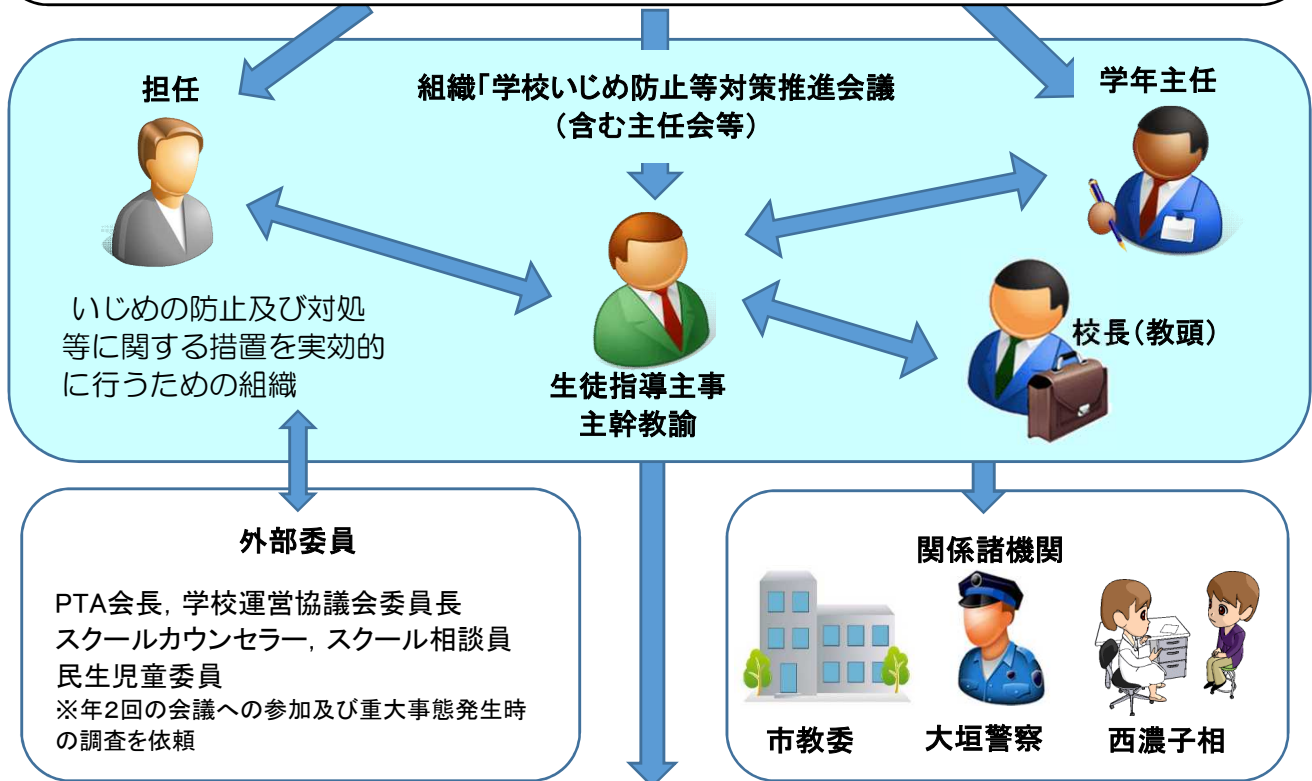 担任
組織「学校いじめ防止等対策推進会議
（含む主任会等）
学年主任
いじめの防止及び対処
等に関する措置を実効的
に行うための組織
生徒指導主事
主幹教諭
校長（教頭）
外部委員
PTA会長，学校運営協議会委員長
スクールカウンセラー，スクール相談員
民生児童委員
※年2回の会議への参加及び重大事態発生時
の調査を依頼
関係諸機関
市教委
大垣警察
西濃子相